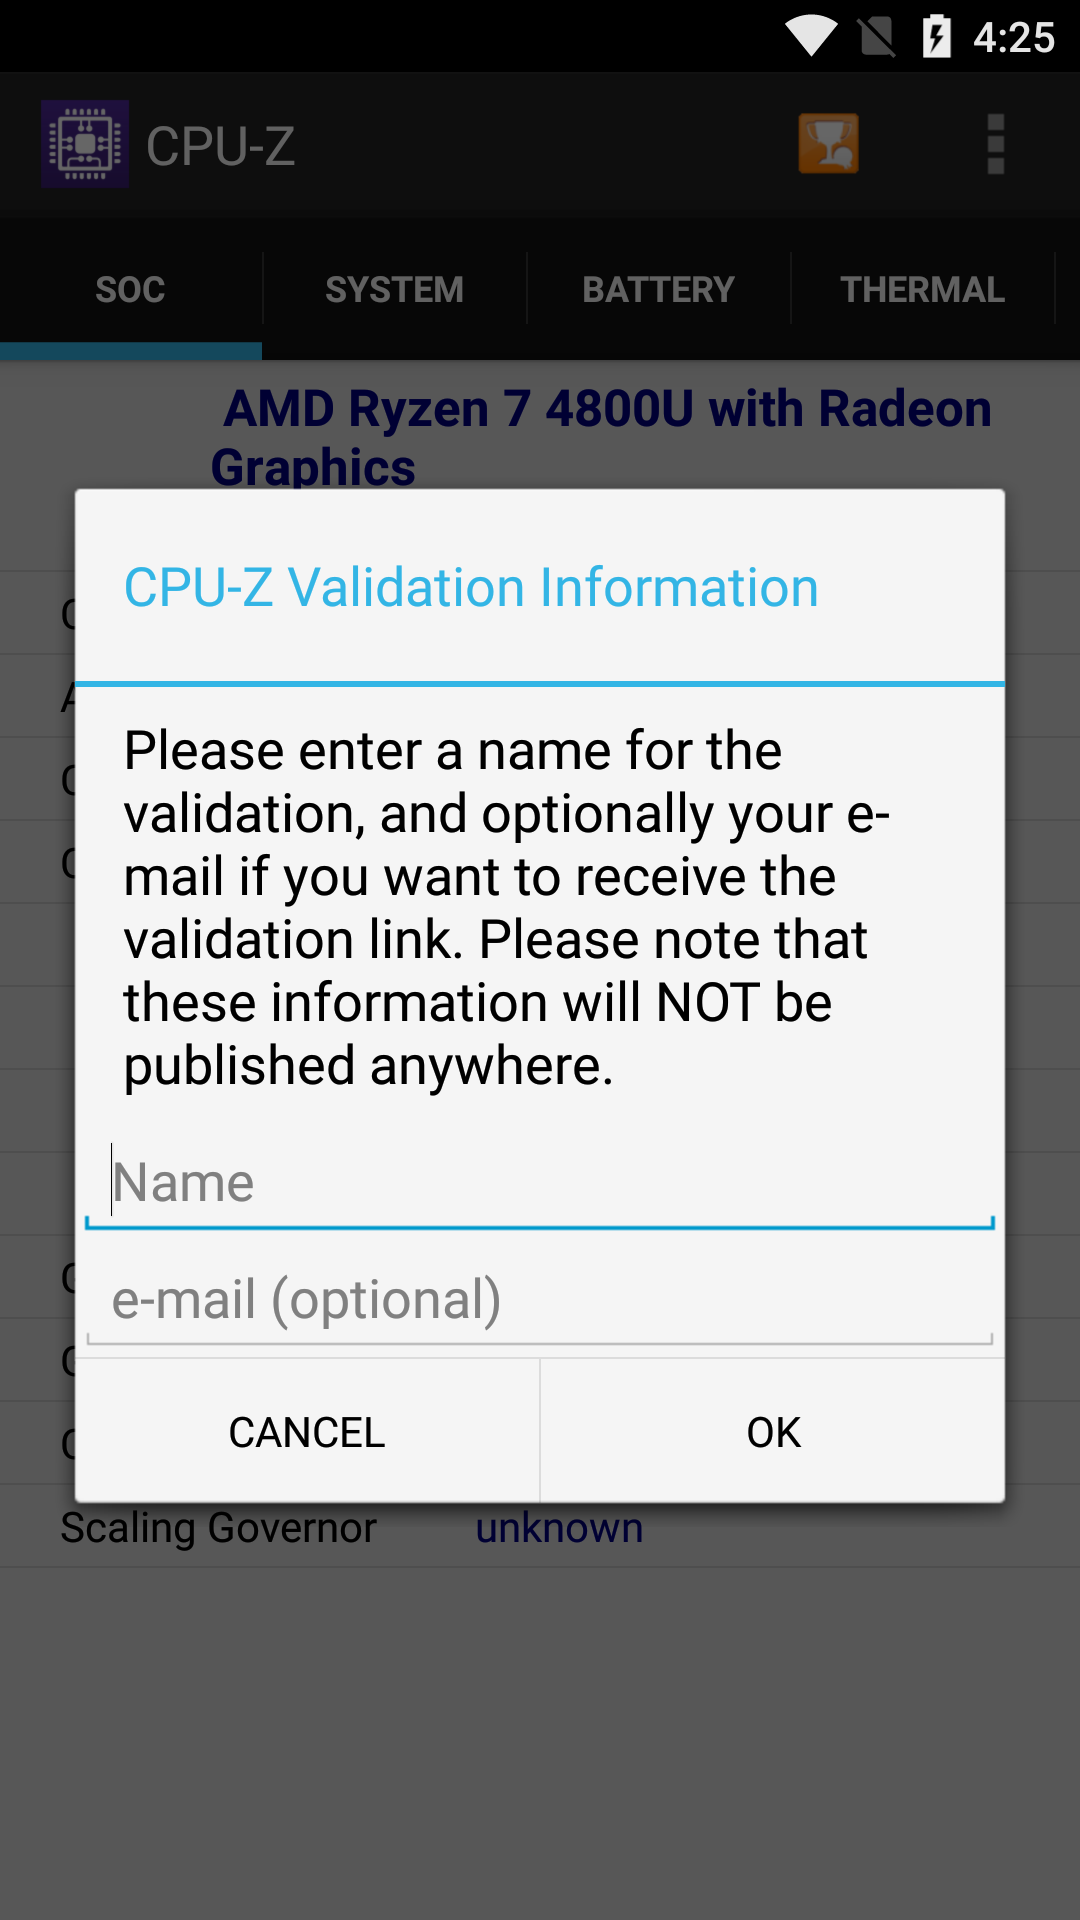 4:25
CPU-Z
SOC
SYSTEM
BATTERY
THERMAL
AMD Ryzen 7 4800U with Radeon
Graphics
CPU-Z Validation Information
Please enter a name for the
validation, and optionally your e-
mail if you want to receive the
validation link. Please note that
these information will NOT be
published anywhere.
Name
e-mail (optional)
CANCEL
OK
Scaling Governor
unknown